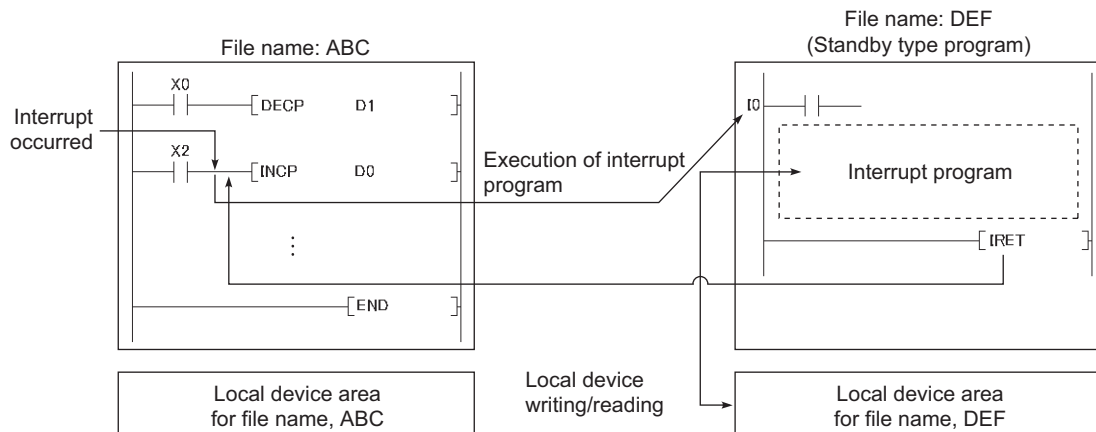 File name: ABC
X0
DECP D1
Interrupt
occurred
X2
INCP D0
END
Local device area
for file name, ABC
Execution of interrupt
program
Local device
writing/reading
File name: DEF
(Standby type program)
I0
Interrupt program
IRET
Local device area
for file name, DEF